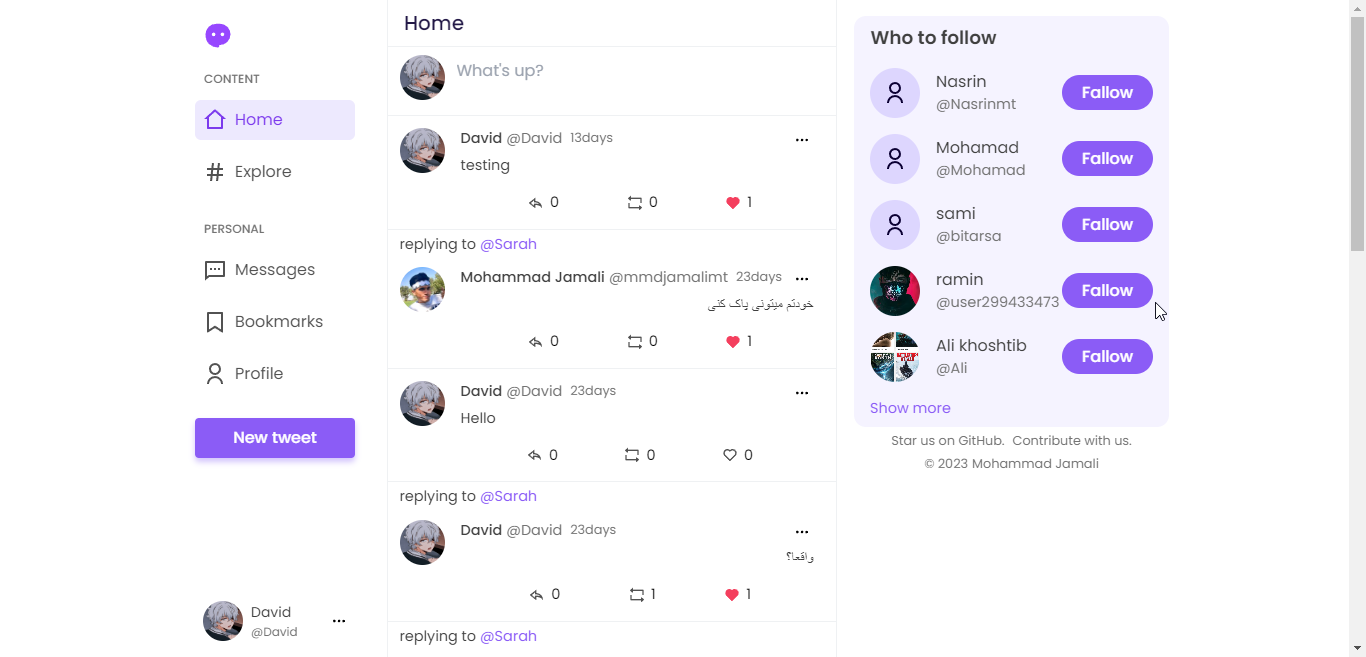 CONTENT
Home
Explore
PERSONAL
Messages
Bookmarks
Profile
New tweet
David
@David
Home
What's up?
David @David 13days
testing
0 0 1
replying to @Sarah
Mohammad Jamali @mmdjamalimt 23days
خودتم میتونی پاک کنی
0 0 1
David @David 23days
Hello
0 0 0
replying to @Sarah
David @David 23days
واقعا؟
0 1 1
replying to @Sarah
Who to follow
Nasrin
@Nasrinmt
Fallow
Mohamad
@Mohamad
Fallow
sami
@bitarsa
Fallow
ramin
@user299433473
Fallow
Ali khoshtib
@Ali
Fallow
Show more
Star us on GitHub. Contribute with us.
© 2023 Mohammad Jamali